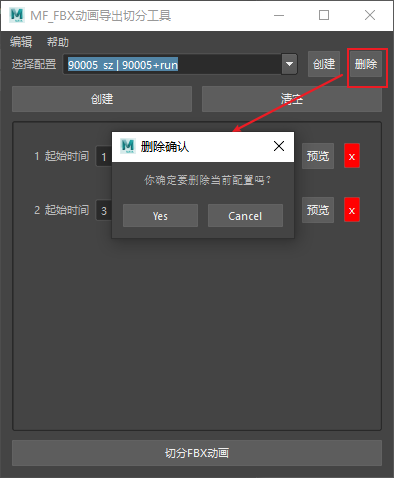 MF_FBX动画导出切分工具
编辑 帮助
选择配置 90005_sz | 90005+run 创建 删除
创建 清空
删除确认
1 起始时间 1 预览 x
你确定要删除当前配置吗?
Yes Cancel
2 起始时间 3 预览 x
切分FBX动画